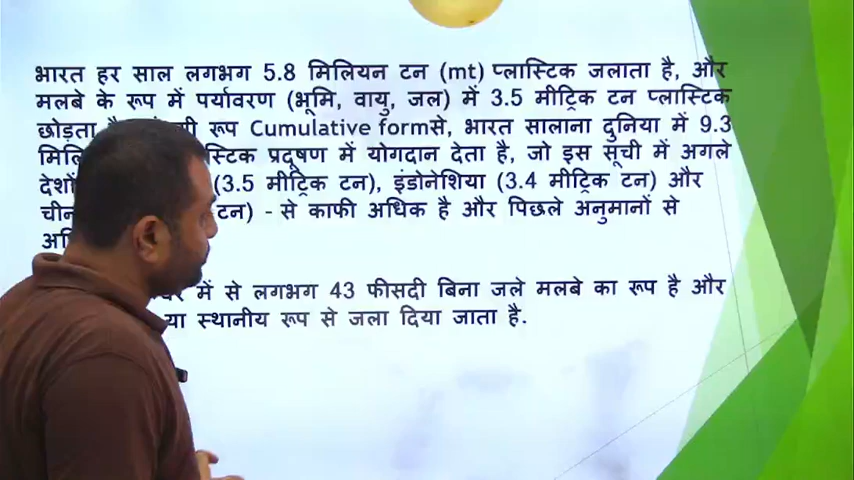 भारत हर साल लगभग 5.8 मिलियन टन (mt) प्लास्टिक जलाता है, और
मलबे के रूप में पर्यावरण (भूमि, वायु, जल) में 3.5 मीट्रिक टन प्लास्टिक
छोड़ता रूप Cumulative formसे, भारत सालाना दुनिया में 9.3
प्रदूषण में योगदान देता है, जो इस सूची में अगले
(3.5 मीट्रिक टन), इंडोनेशिया (3.4 मीट्रिक टन) और
टन) - से काफी अधिक है और पिछले अनुमानों से
में से लगभग 43 फीसदी बिना जले मलबे का रूप है और
स्थानीय रूप से जला दिया जाता है.